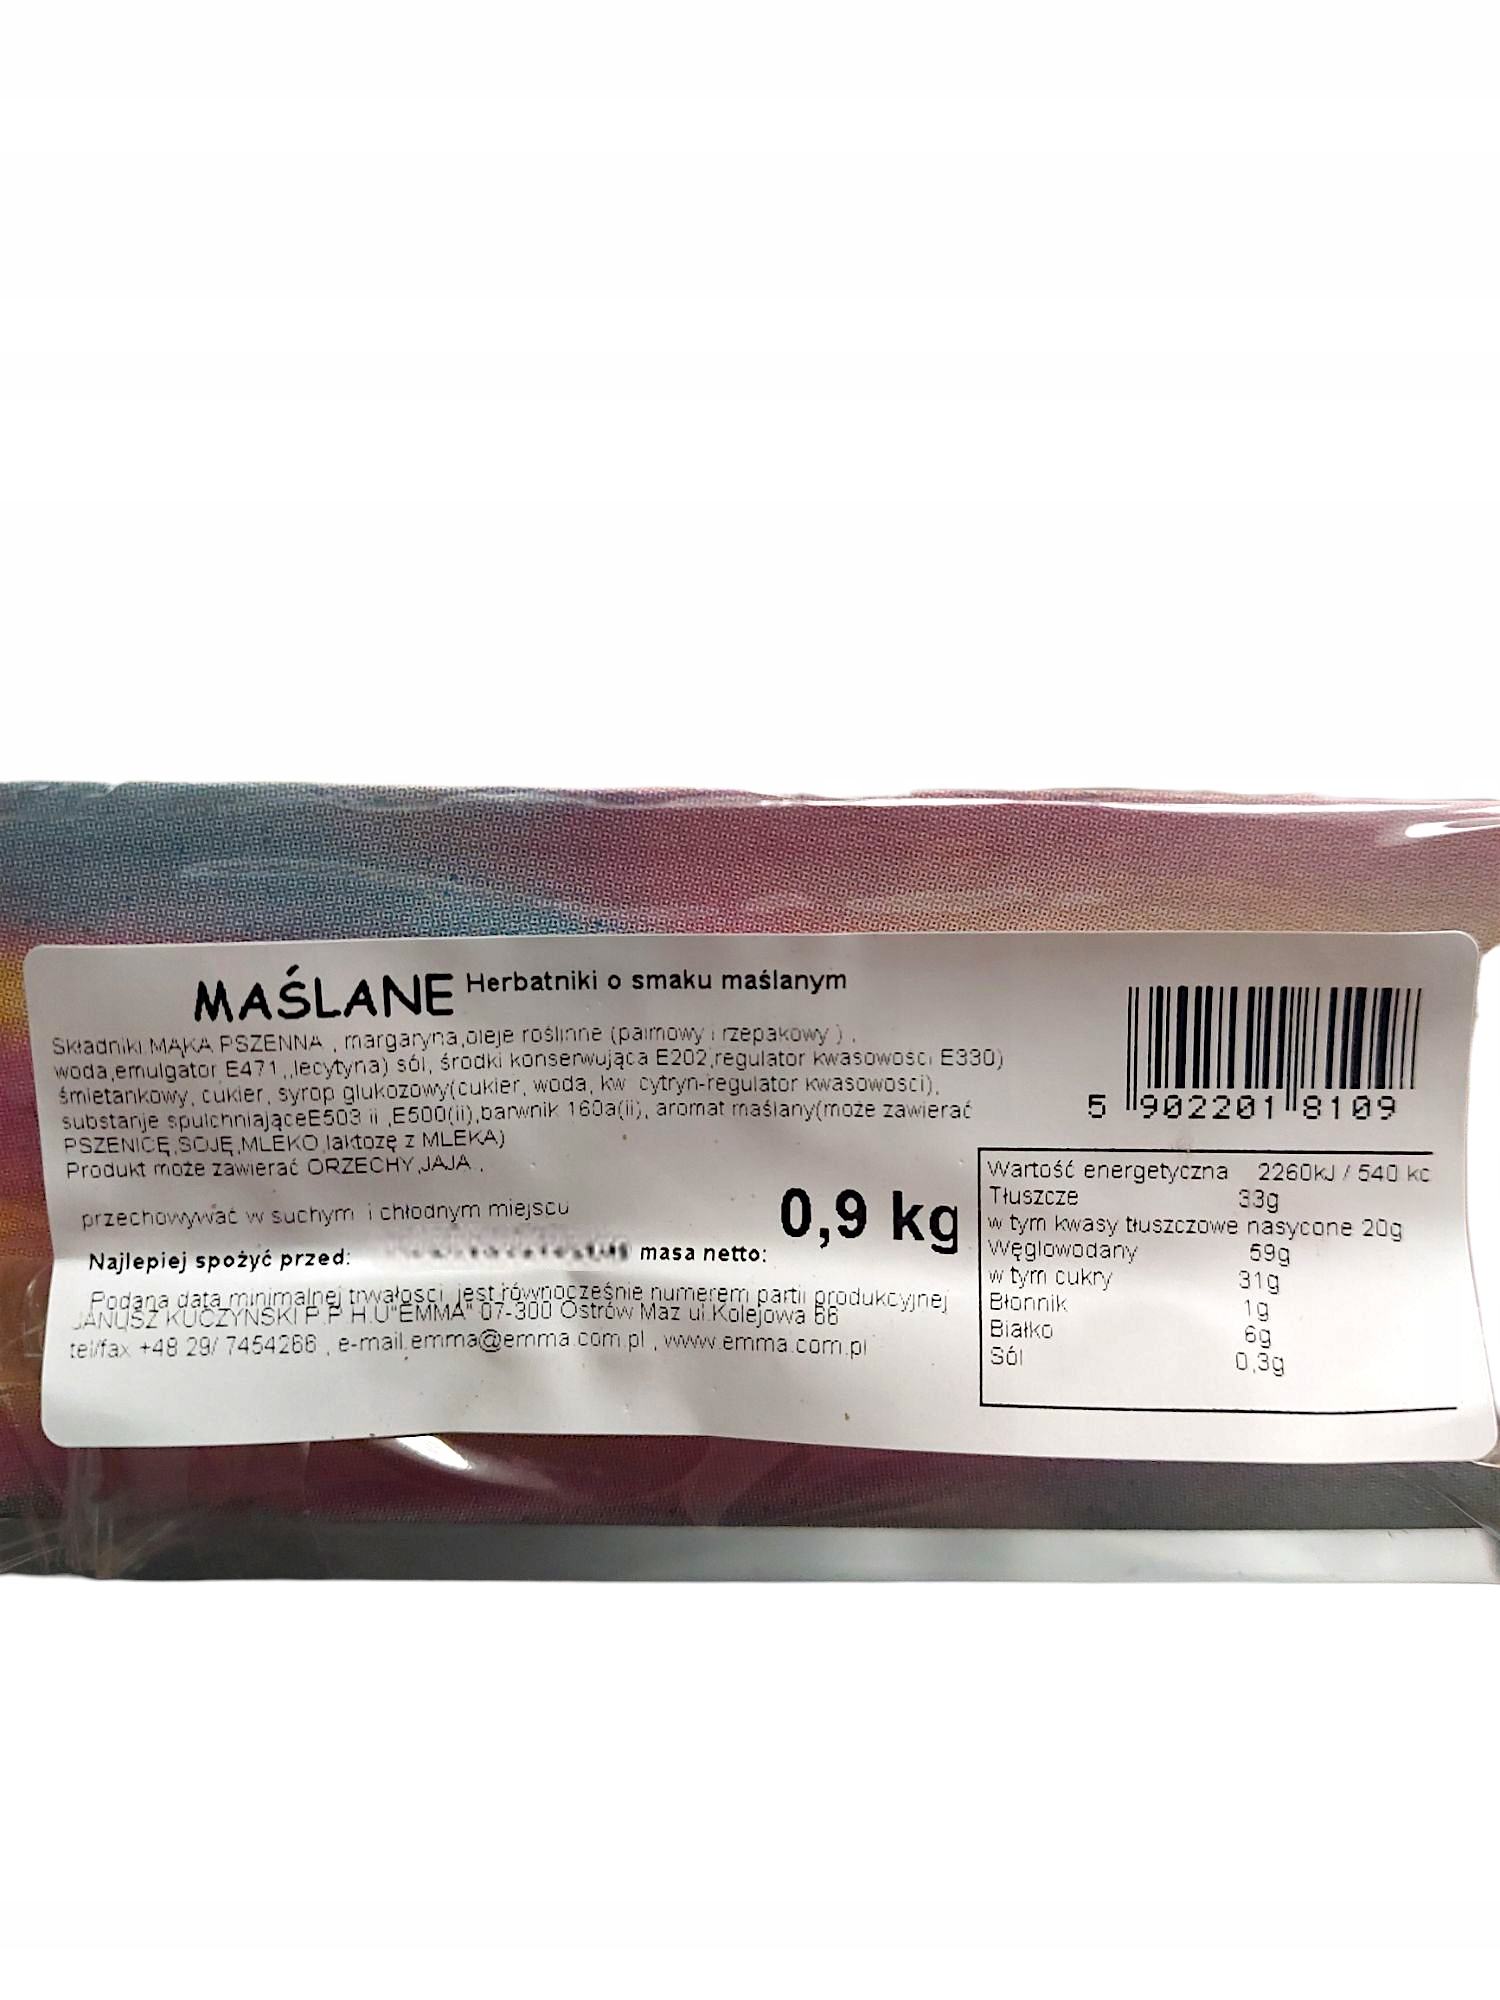 MAŚLANE Herbatniki o smaku maślanym
Składniki:MĄKA PSZENNA , margaryna,oleje roślinne (palmowy i rzepakowy ) ,
woda,emulgator E471,,lecytyna) sól, środki konserwująca E202,regulator kwasowości E330)
śmietankowy, cukier, syrop glukozowy(cukier, woda, kw cytryn-regulator kwasowosci),
substanje spulchniająceE503 ii ,E500(ii),barwnik 160a(ii), aromat maślany(może zawierać
PSZENICĘ,SOJĘ,MLEKO,laktozę z MLEKA)
Produkt może zawierać ORZECHY,JAJA ,
przechowywać w suchym i chłodnym miejscu
Najlepiej spożyć przed: masa netto: 0,9 kg
Podana data minimalnej trwałosci jest równocześnie numerem partii produkcyjnej
JANUSZ KUCZYNSKI P.P.H.U"EMMA" 07-300 Ostrów Maz ul.Kolejowa 66
tel/fax +48 29/ 7454266 , e-mail.emma@emma.com.pl , www.emma.com.pl
5 902201 8109
Wartość energetyczna 2260kJ / 540 kc
Tłuszcze 33g
w tym kwasy tłuszczowe nasycone 20g
Węglowodany 59g
w tym cukry 31g
Błonnik 1g
Białko 6g
Sól 0,3g